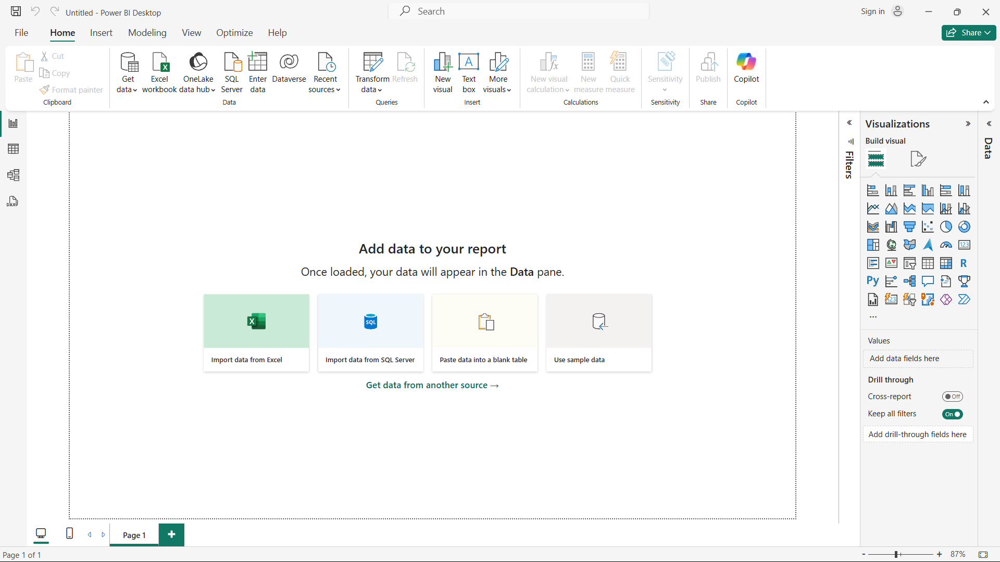 Untitled - Power BI Desktop
Search
Sign in
File
Home
Insert
Modeling
View
Optimize
Help
Share
Paste
Cut
Copy
Format painter
Clipboard
Get data
Excel workbook
OneLake data hub
SQL Server
Enter data
Dataverse
Recent sources
Data
Transform data
Refresh
Queries
New visual
Text box
More visuals
Insert
New visual calculation
New measure
Quick measure
Calculations
Sensitivity
Sensitivity
Publish
Share
Copilot
Copilot
DAX
Add data to your report
Once loaded, your data will appear in the Data pane.
SQL
Import data from Excel
Import data from SQL Server
Paste data into a blank table
Use sample data
Get data from another source →
Filters
Visualizations
Build visual
123
R
Py
123
...
Values
Add data fields here
Drill through
Cross-report
Off
Keep all filters
On
Add drill-through fields here
Data
Page 1
Page 1 of 1
- + 87%